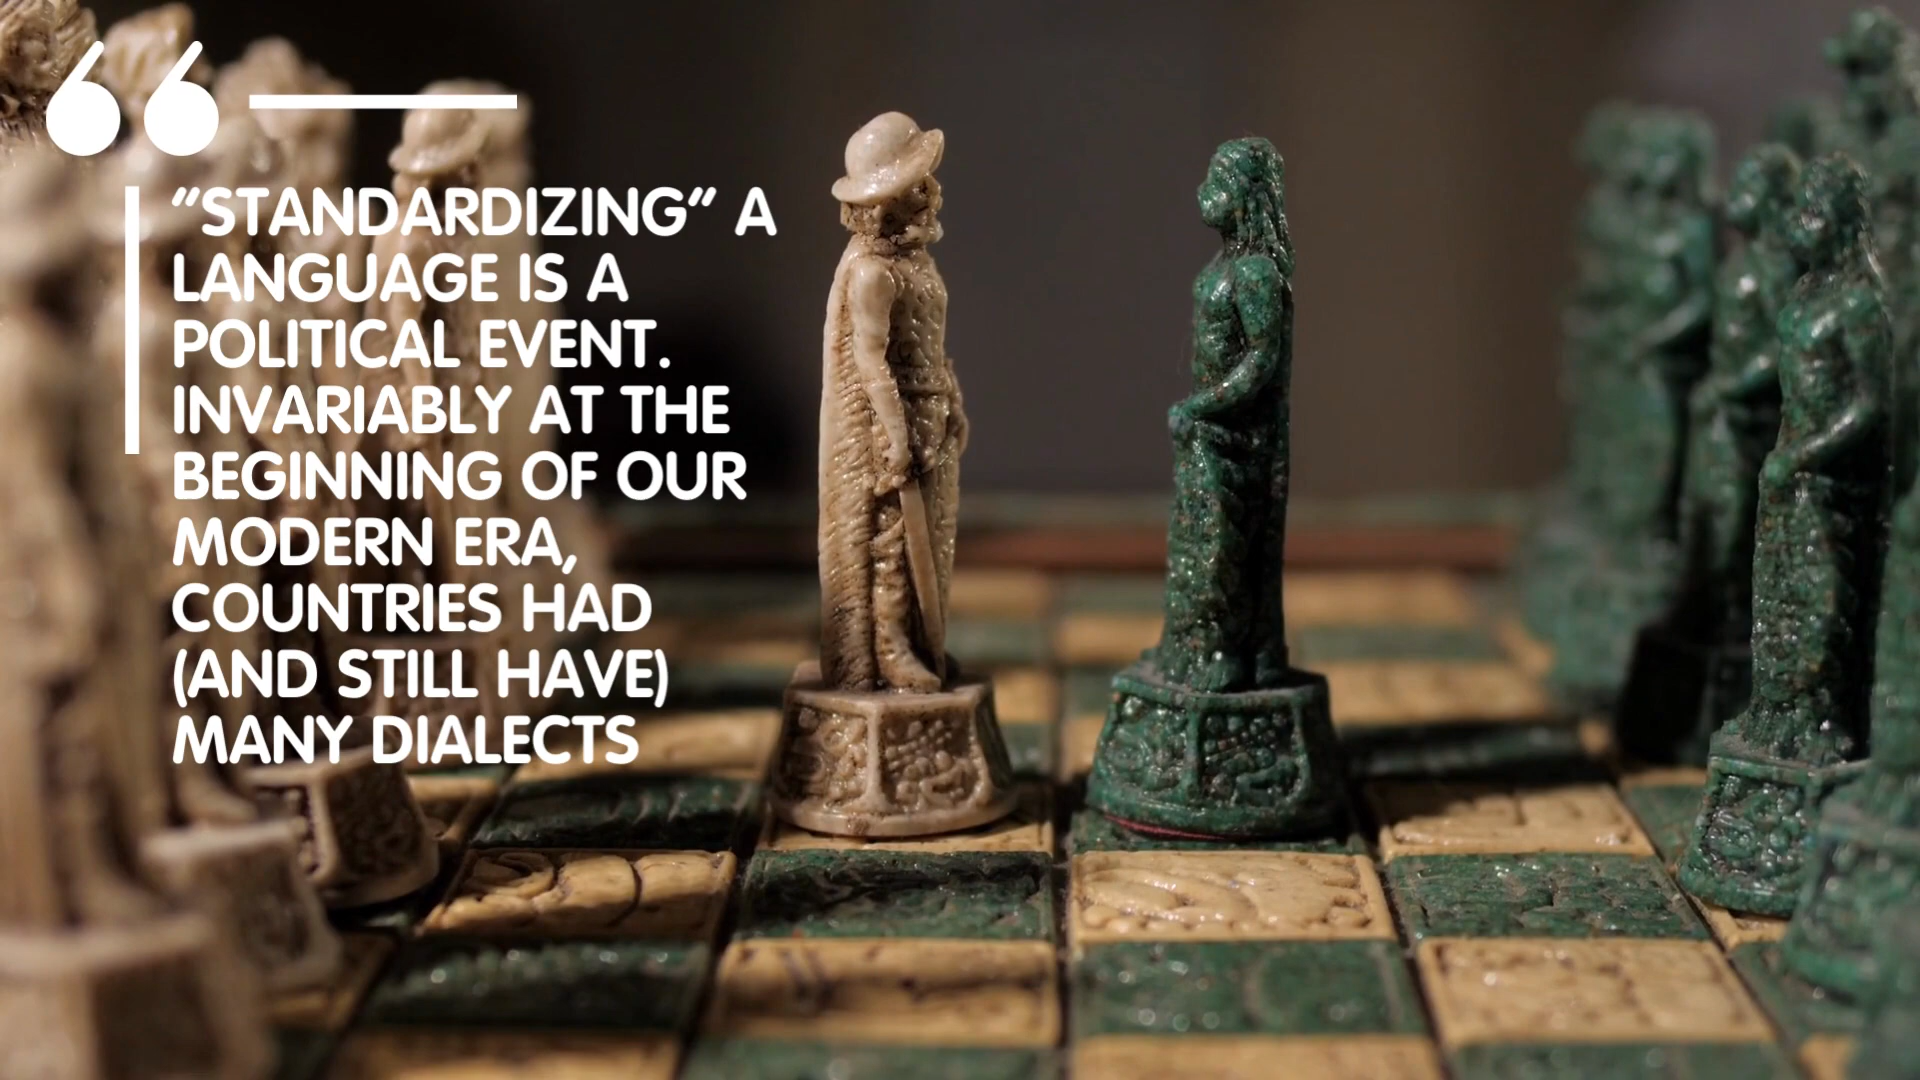 “
"STANDARDIZING" A
LANGUAGE IS A
POLITICAL EVENT.
INVARIABLY AT THE
BEGINNING OF OUR
MODERN ERA,
COUNTRIES HAD
(AND STILL HAVE)
MANY DIALECTS